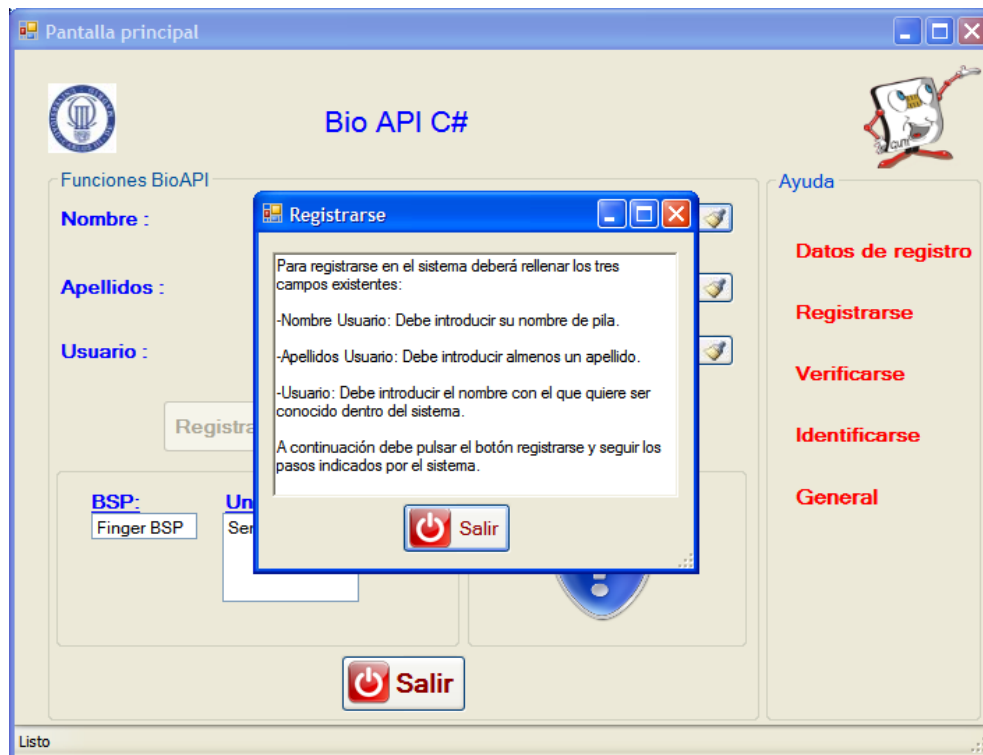 Pantalla principal
Bio API C#
Funciones BioAPI
Nombre :
Apellidos :
Usuario :
BSP:
Finger BSP
Salir
Registrarse
Para registrarse en el sistema deberá rellenar los tres
campos existentes:
-Nombre Usuario: Debe introducir su nombre de pila.
-Apellidos Usuario: Debe introducir almenos un apellido.
-Usuario: Debe introducir el nombre con el que quiere ser
conocido dentro del sistema.
A continuación debe pulsar el botón registrarse y seguir los
pasos indicados por el sistema.
Salir
Ayuda
Datos de registro
Registrarse
Verificarse
Identificarse
General
Listo